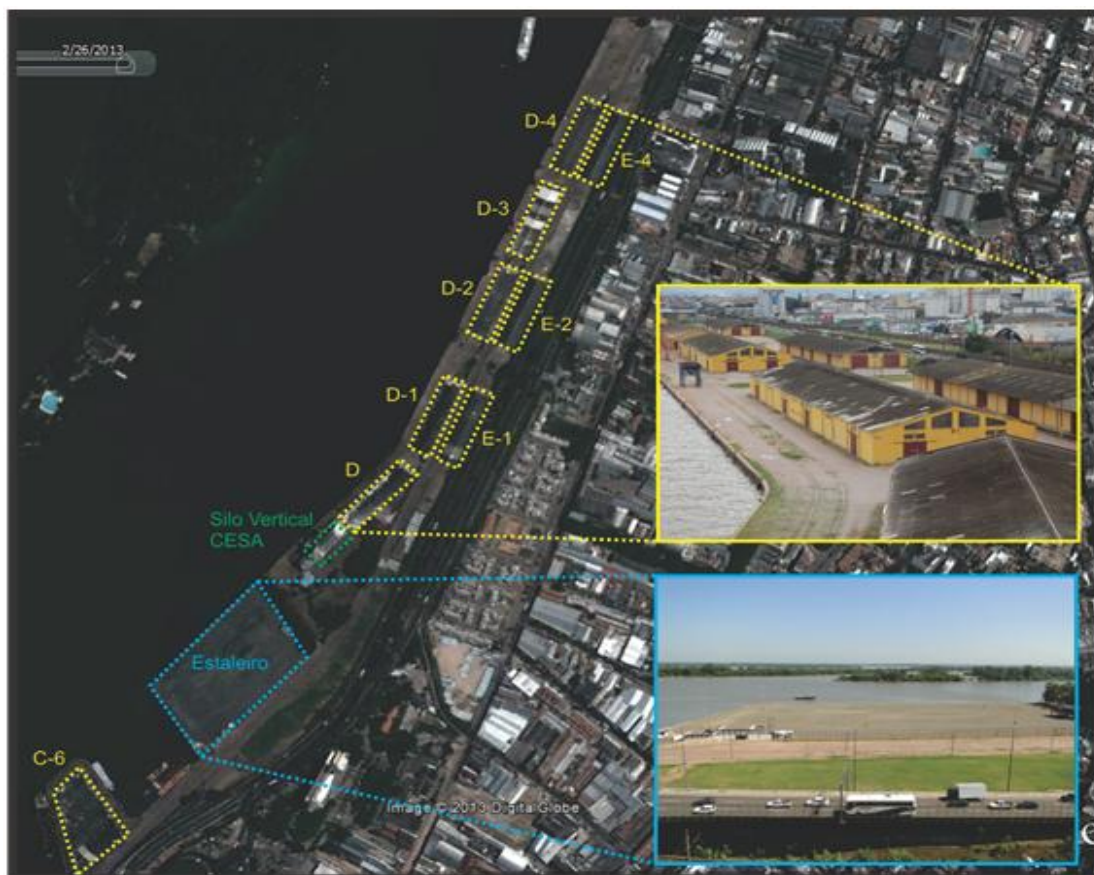 2/26/2013
D-4
E-4
D-3
D-2
E-2
D-1
E-1
D
Silo Vertical
CESA
Estaleiro
C-6
Image © 2013 DigitalGlobe